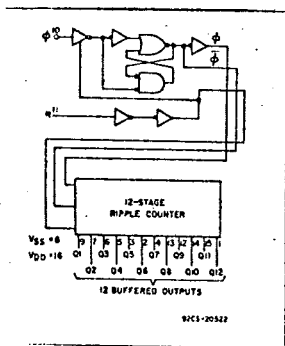 ϕ 10
ϕ
ϕ̅
R 11
12-STAGE
RIPPLE COUNTER
VSS = 8
VDD = 16
9 7 6 5 3 2 4 13 12 14 15 1
Q1 Q3 Q5 Q7 Q9 Q11
Q2 Q4 Q6 Q8 Q10 Q12
12 BUFFERED OUTPUTS
92CS-20522